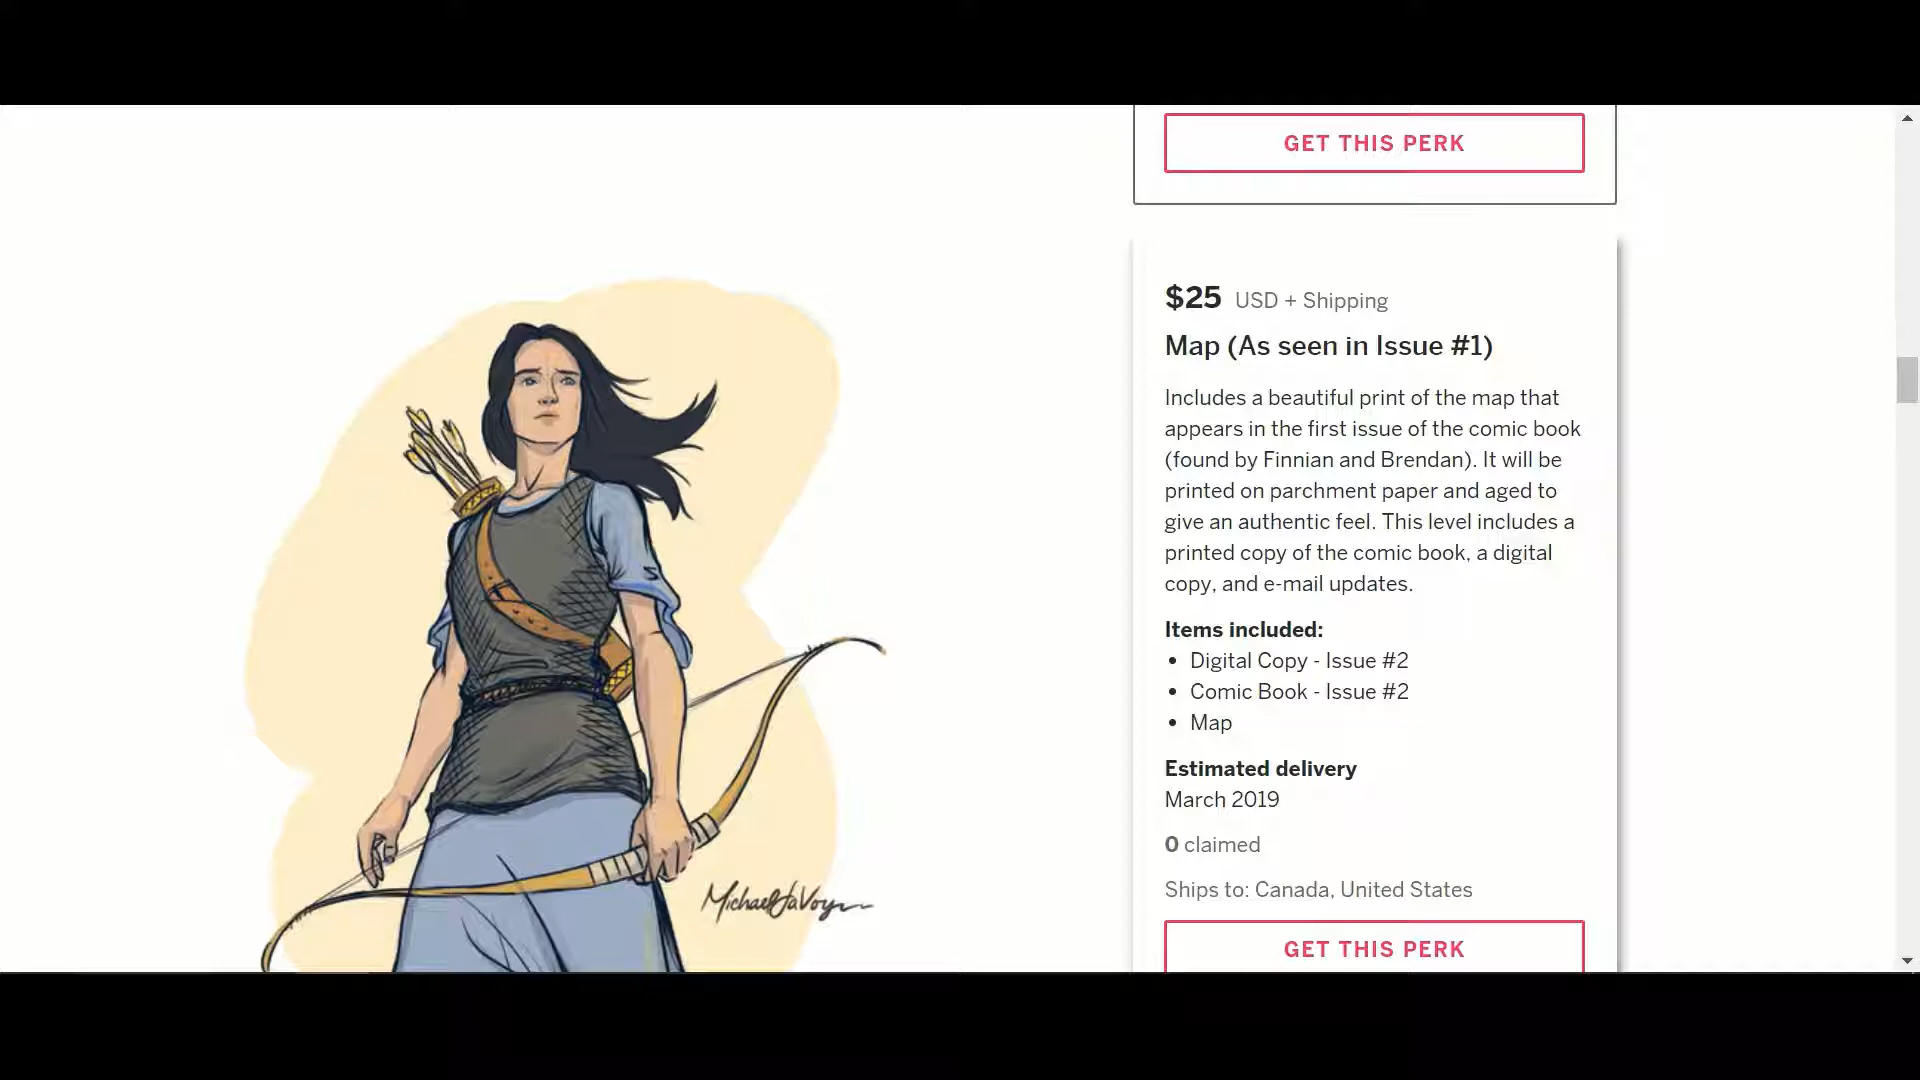 GET THIS PERK
$25 USD + Shipping
Map (As seen in Issue #1)
Includes a beautiful print of the map that
appears in the first issue of the comic book
(found by Finnian and Brendan). It will be
printed on parchment paper and aged to
give an authentic feel. This level includes a
printed copy of the comic book, a digital
copy, and e-mail updates.
Items included:
• Digital Copy - Issue #2
• Comic Book - Issue #2
• Map
Estimated delivery
March 2019
0 claimed
Ships to: Canada, United States
GET THIS PERK
Michael LaVoy